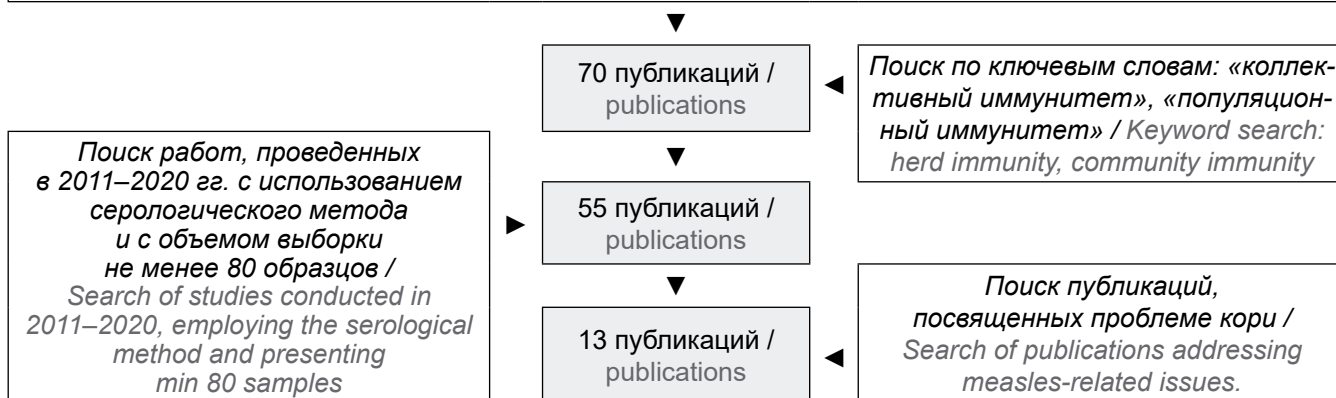 70 публикаций /
publications
Поиск по ключевым словам: «коллек-
тивный иммунитет», «популяцион-
ный иммунитет» / Keyword search:
herd immunity, community immunity
Поиск работ, проведенных
в 2011–2020 гг. с использованием
серологического метода
и с объемом выборки
не менее 80 образцов /
Search of studies conducted in
2011–2020, employing the serological
method and presenting
min 80 samples
55 публикаций /
publications
13 публикаций /
publications
Поиск публикаций,
посвященных проблеме кори /
Search of publications addressing
measles-related issues.